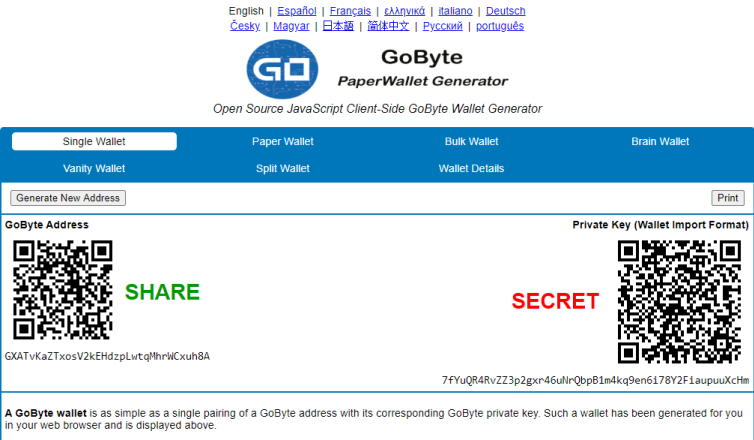 English | Español | Français | ελληνικά | italiano | Deutsch
Česky | Magyar | 日本語 | 简体中文 | Русский | português
GO
GoByte
PaperWallet Generator
Open Source JavaScript Client-Side GoByte Wallet Generator
Single Wallet Paper Wallet Bulk Wallet Brain Wallet
Vanity Wallet Split Wallet Wallet Details
Generate New Address Print
GoByte Address Private Key (Wallet Import Format)
SHARE SECRET
GXATvKaZTxosV2kEHdzpLwtqMhrWCxuh8A
7fYuQR4RvZZ3p2gxr46uNrQbpB1m4kq9en6i78Y2FiaupuuXcHm
A GoByte wallet is as simple as a single pairing of a GoByte address with its corresponding GoByte private key. Such a wallet has been generated for you
in your web browser and is displayed above.